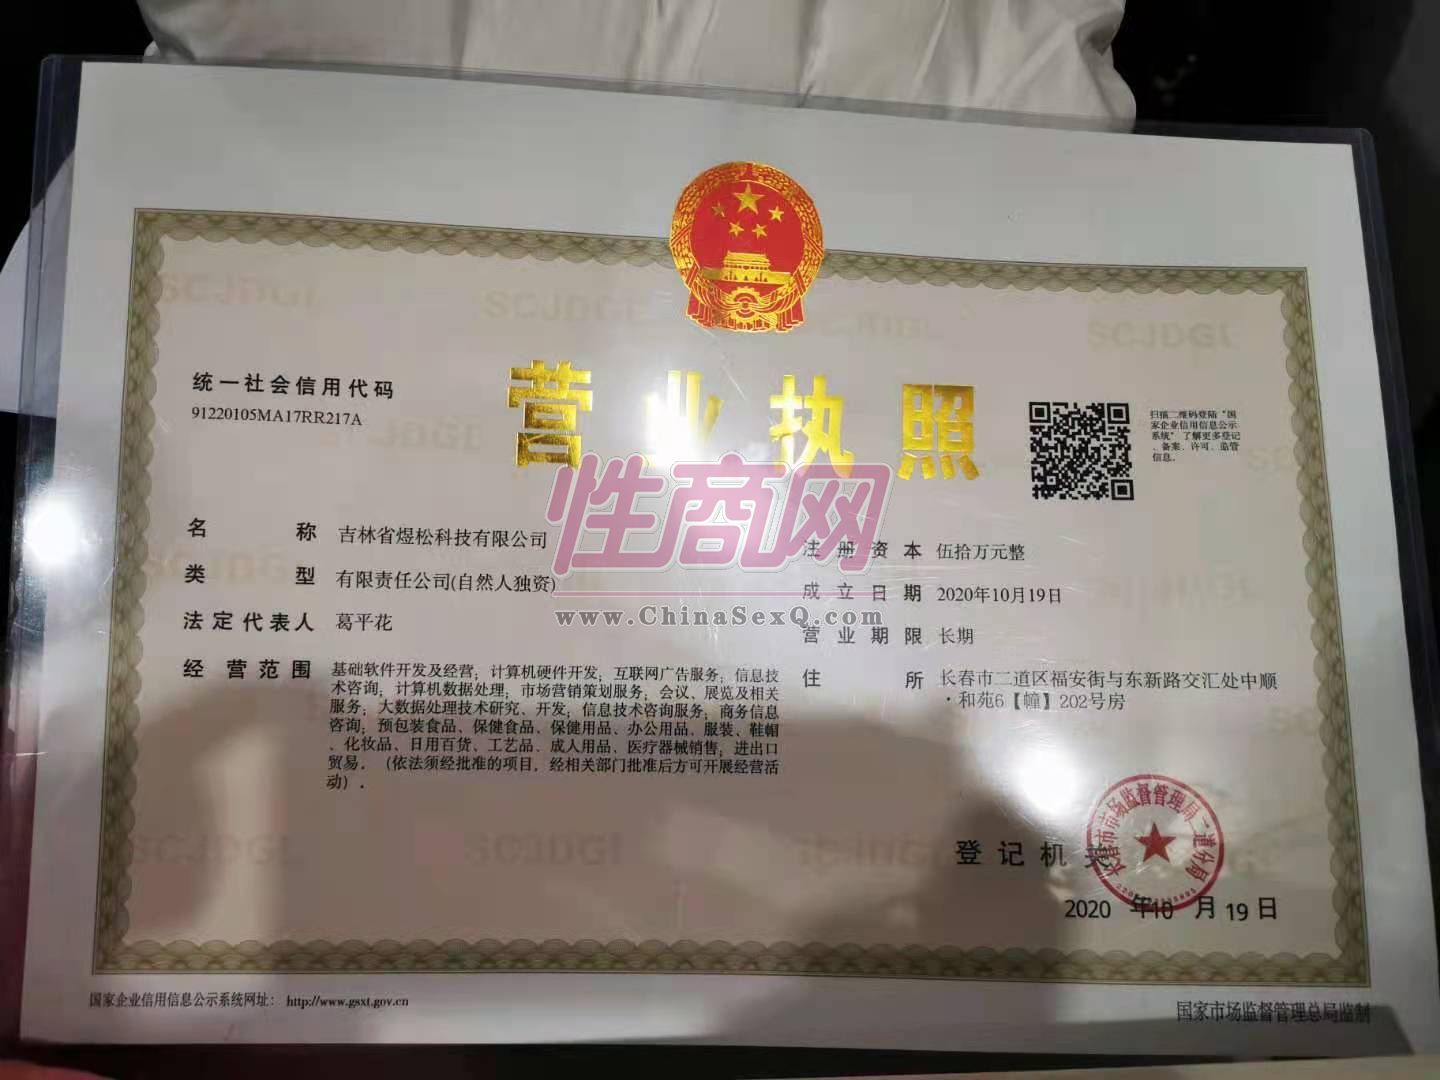 统一社会信用代码
91220105MA17RR217A
营业执照
扫描二维码登陆“国
家企业信用信息公示
系统”了解更多登记
、备案、许可、监管
信息。
性商网
www.ChinaSexQ.com
名 称 吉林省煜松科技有限公司
类 型 有限责任公司(自然人独资)
法定代表人 葛平花
经营范围 基础软件开发及经营；计算机硬件开发；互联网广告服务；信息技
术咨询；计算机数据处理；市场营销策划服务；会议、展览及相关
服务；大数据处理技术研究、开发；信息技术咨询服务；商务信息
咨询；预包装食品、保健食品、保健用品、办公用品、服装、鞋帽
、化妆品、日用百货、工艺品、成人用品、医疗器械销售；进出口
贸易。（依法须经批准的项目，经相关部门批准后方可开展经营活
动）。
注册资本 伍拾万元整
成立日期 2020年10月19日
营业期限 长期
住 所 长春市二道区福安街与东新路交汇处中顺
·和苑6【幢】202号房
登记机关
长春市市场监督管理局二道分局
2020 年10 月 19 日
国家企业信用信息公示系统网址： http://www.gsxt.gov.cn
国家市场监督管理总局监制